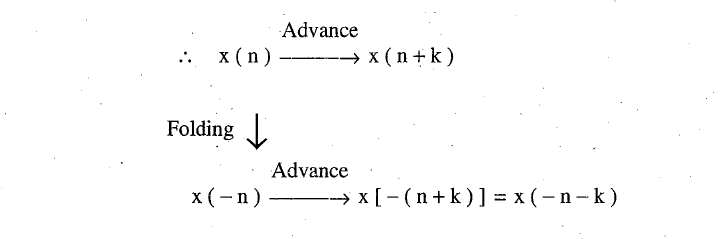 Advance
∴ x ( n ) ⟶ x ( n + k )
Folding ↓
Advance
x ( − n ) ⟶ x [ − ( n + k ) ] = x ( − n − k )